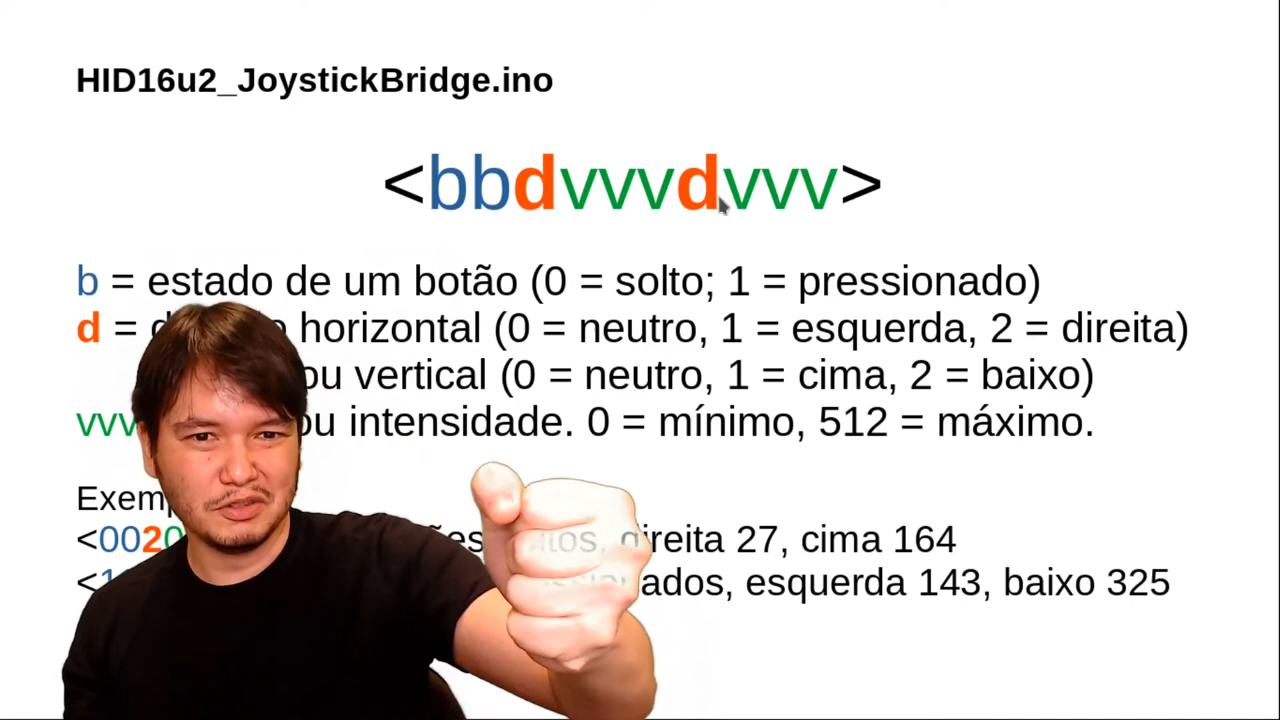 HID16u2_JoystickBridge.ino
<bbdvvvdvvv>
b = estado de um botão (0 = solto; 1 = pressionado)
d = horizontal (0 = neutro, 1 = esquerda, 2 = direita)
ou vertical (0 = neutro, 1 = cima, 2 = baixo)
vvv ou intensidade. 0 = mínimo, 512 = máximo.
<002 direita 27, cima 164
esquerda 143, baixo 325